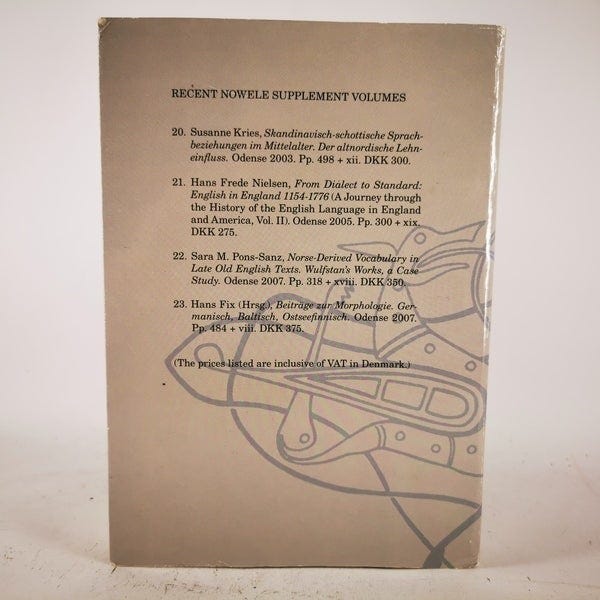 RECENT NOWELE SUPPLEMENT VOLUMES
20. Susanne Kries, Skandinavisch-schottische Sprach-
beziehungen im Mittelalter. Der altnordische Lehn-
einfluss. Odense 2003. Pp. 498 + xii. DKK 300.
21. Hans Frede Nielsen, From Dialect to Standard:
English in England 1154-1776 (A Journey through
the History of the English Language in England
and America, Vol. II). Odense 2005. Pp. 300 + xix.
DKK 275.
22. Sara M. Pons-Sanz, Norse-Derived Vocabulary in
Late Old English Texts. Wulfstan's Works, a Case
Study. Odense 2007. Pp. 318 + xviii. DKK 350.
23. Hans Fix (Hrsg.), Beiträge zur Morphologie. Ger-
manisch, Baltisch, Ostseefinnisch. Odense 2007.
Pp. 484 + viii. DKK 375.
(The prices listed are inclusive of VAT in Denmark.)